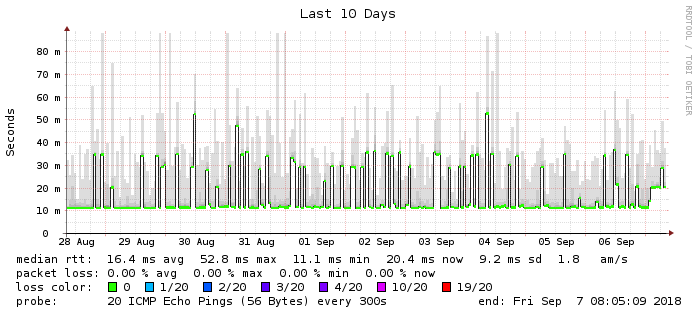 Last 10 Days
RRDTOOL / TOBI OETIKER
Seconds
80 m
70 m
60 m
50 m
40 m
30 m
20 m
10 m
0
28 Aug 29 Aug 30 Aug 31 Aug 01 Sep 02 Sep 03 Sep 04 Sep 05 Sep 06 Sep
median rtt: 16.4 ms avg 52.8 ms max 11.1 ms min 20.4 ms now 9.2 ms sd 1.8 am/s
packet loss: 0.00 % avg 0.00 % max 0.00 % min 0.00 % now
loss color: 0 1/20 2/20 3/20 4/20 10/20 19/20
probe: 20 ICMP Echo Pings (56 Bytes) every 300s end: Fri Sep 7 08:05:09 2018